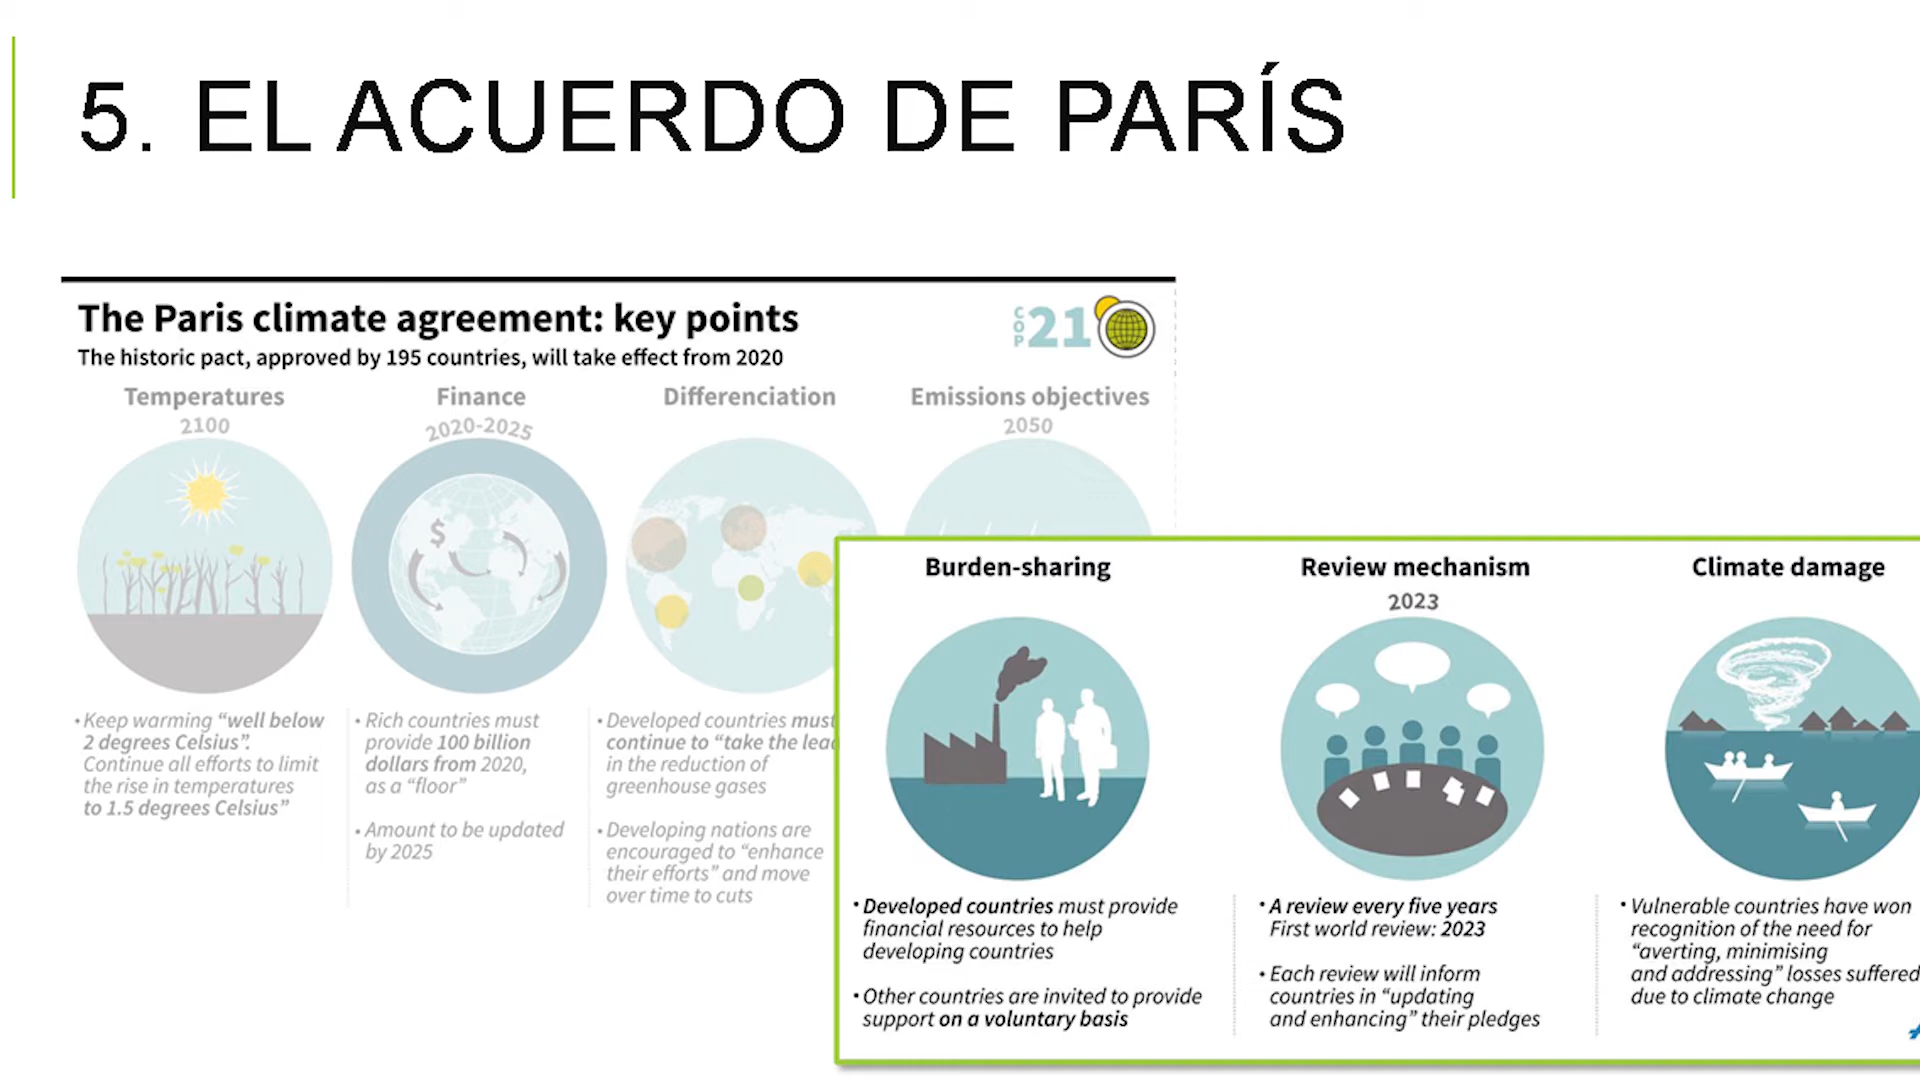 5. EL ACUERDO DE PARÍS
The Paris climate agreement: key points
The historic pact, approved by 195 countries, will take effect from 2020
COP 21
Temperatures
2100
Finance
2020-2025
Differenciation
Emissions objectives
2050
$
• Keep warming “well below
2 degrees Celsius”.
Continue all efforts to limit
the rise in temperatures
to 1.5 degrees Celsius”
• Rich countries must
provide 100 billion
dollars from 2020,
as a “floor”
• Amount to be updated
by 2025
• Developed countries must
continue to “take the
in the reduction of
greenhouse gases
• Developing nations are
encouraged to “enhance
their efforts” and move
over time to cuts
Burden-sharing
• Developed countries must provide
financial resources to help
developing countries
• Other countries are invited to provide
support on a voluntary basis
Review mechanism
2023
• A review every five years
First world review: 2023
• Each review will inform
countries in “updating
and enhancing” their pledges
Climate damage
• Vulnerable countries have won
recognition of the need for
“averting, minimising
and addressing” losses suffered
due to climate change